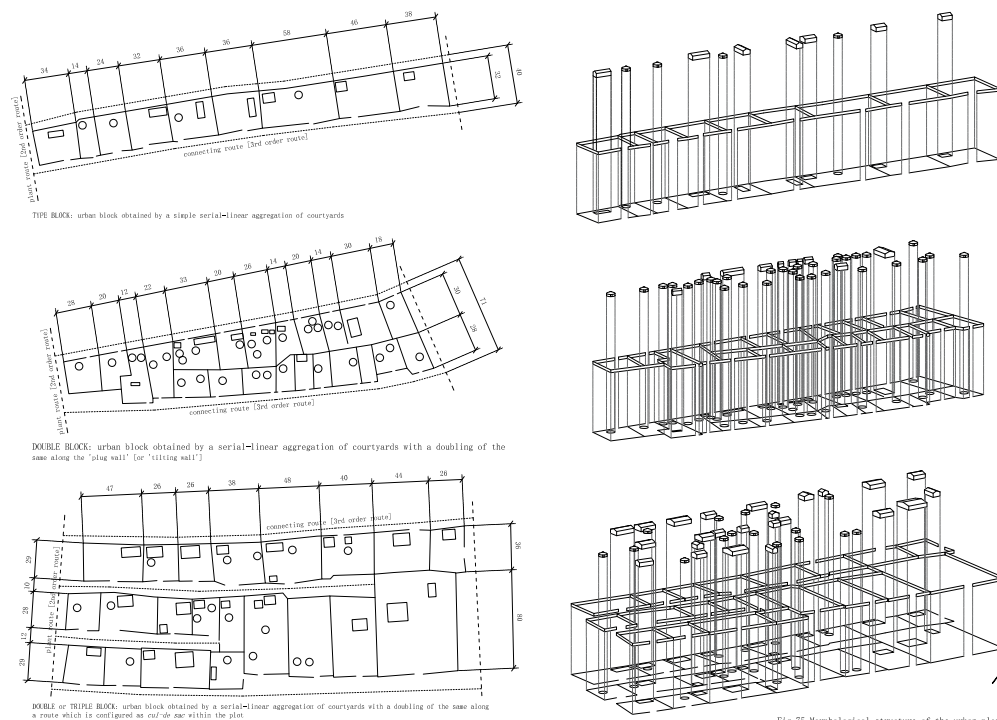 34 14 24 32 36 36 58 46 38
32 40
plant route [2nd order route]
connecting route [3rd order route]
TYPE BLOCK: urban block obtained by a simple serial-linear aggregation of courtyards
28 20 12 22 33 20 26 14 20 14 30 18
30 71
28
plant route [2nd order route]
connecting route [3rd order route]
DOUBLE BLOCK: urban block obtained by a serial-linear aggregation of courtyards with a doubling of the
same along the 'plug wall' [or 'tilting wall']
47 26 26 38 48 40 44 26
connecting route [3rd order route]
29 36
10
28 80
12
29
plant route [2nd order route]
DOUBLE or TRIPLE BLOCK: urban block obtained by a serial-linear aggregation of courtyards with a doubling of the same along
a route which is configured as cul-de sac within the plot